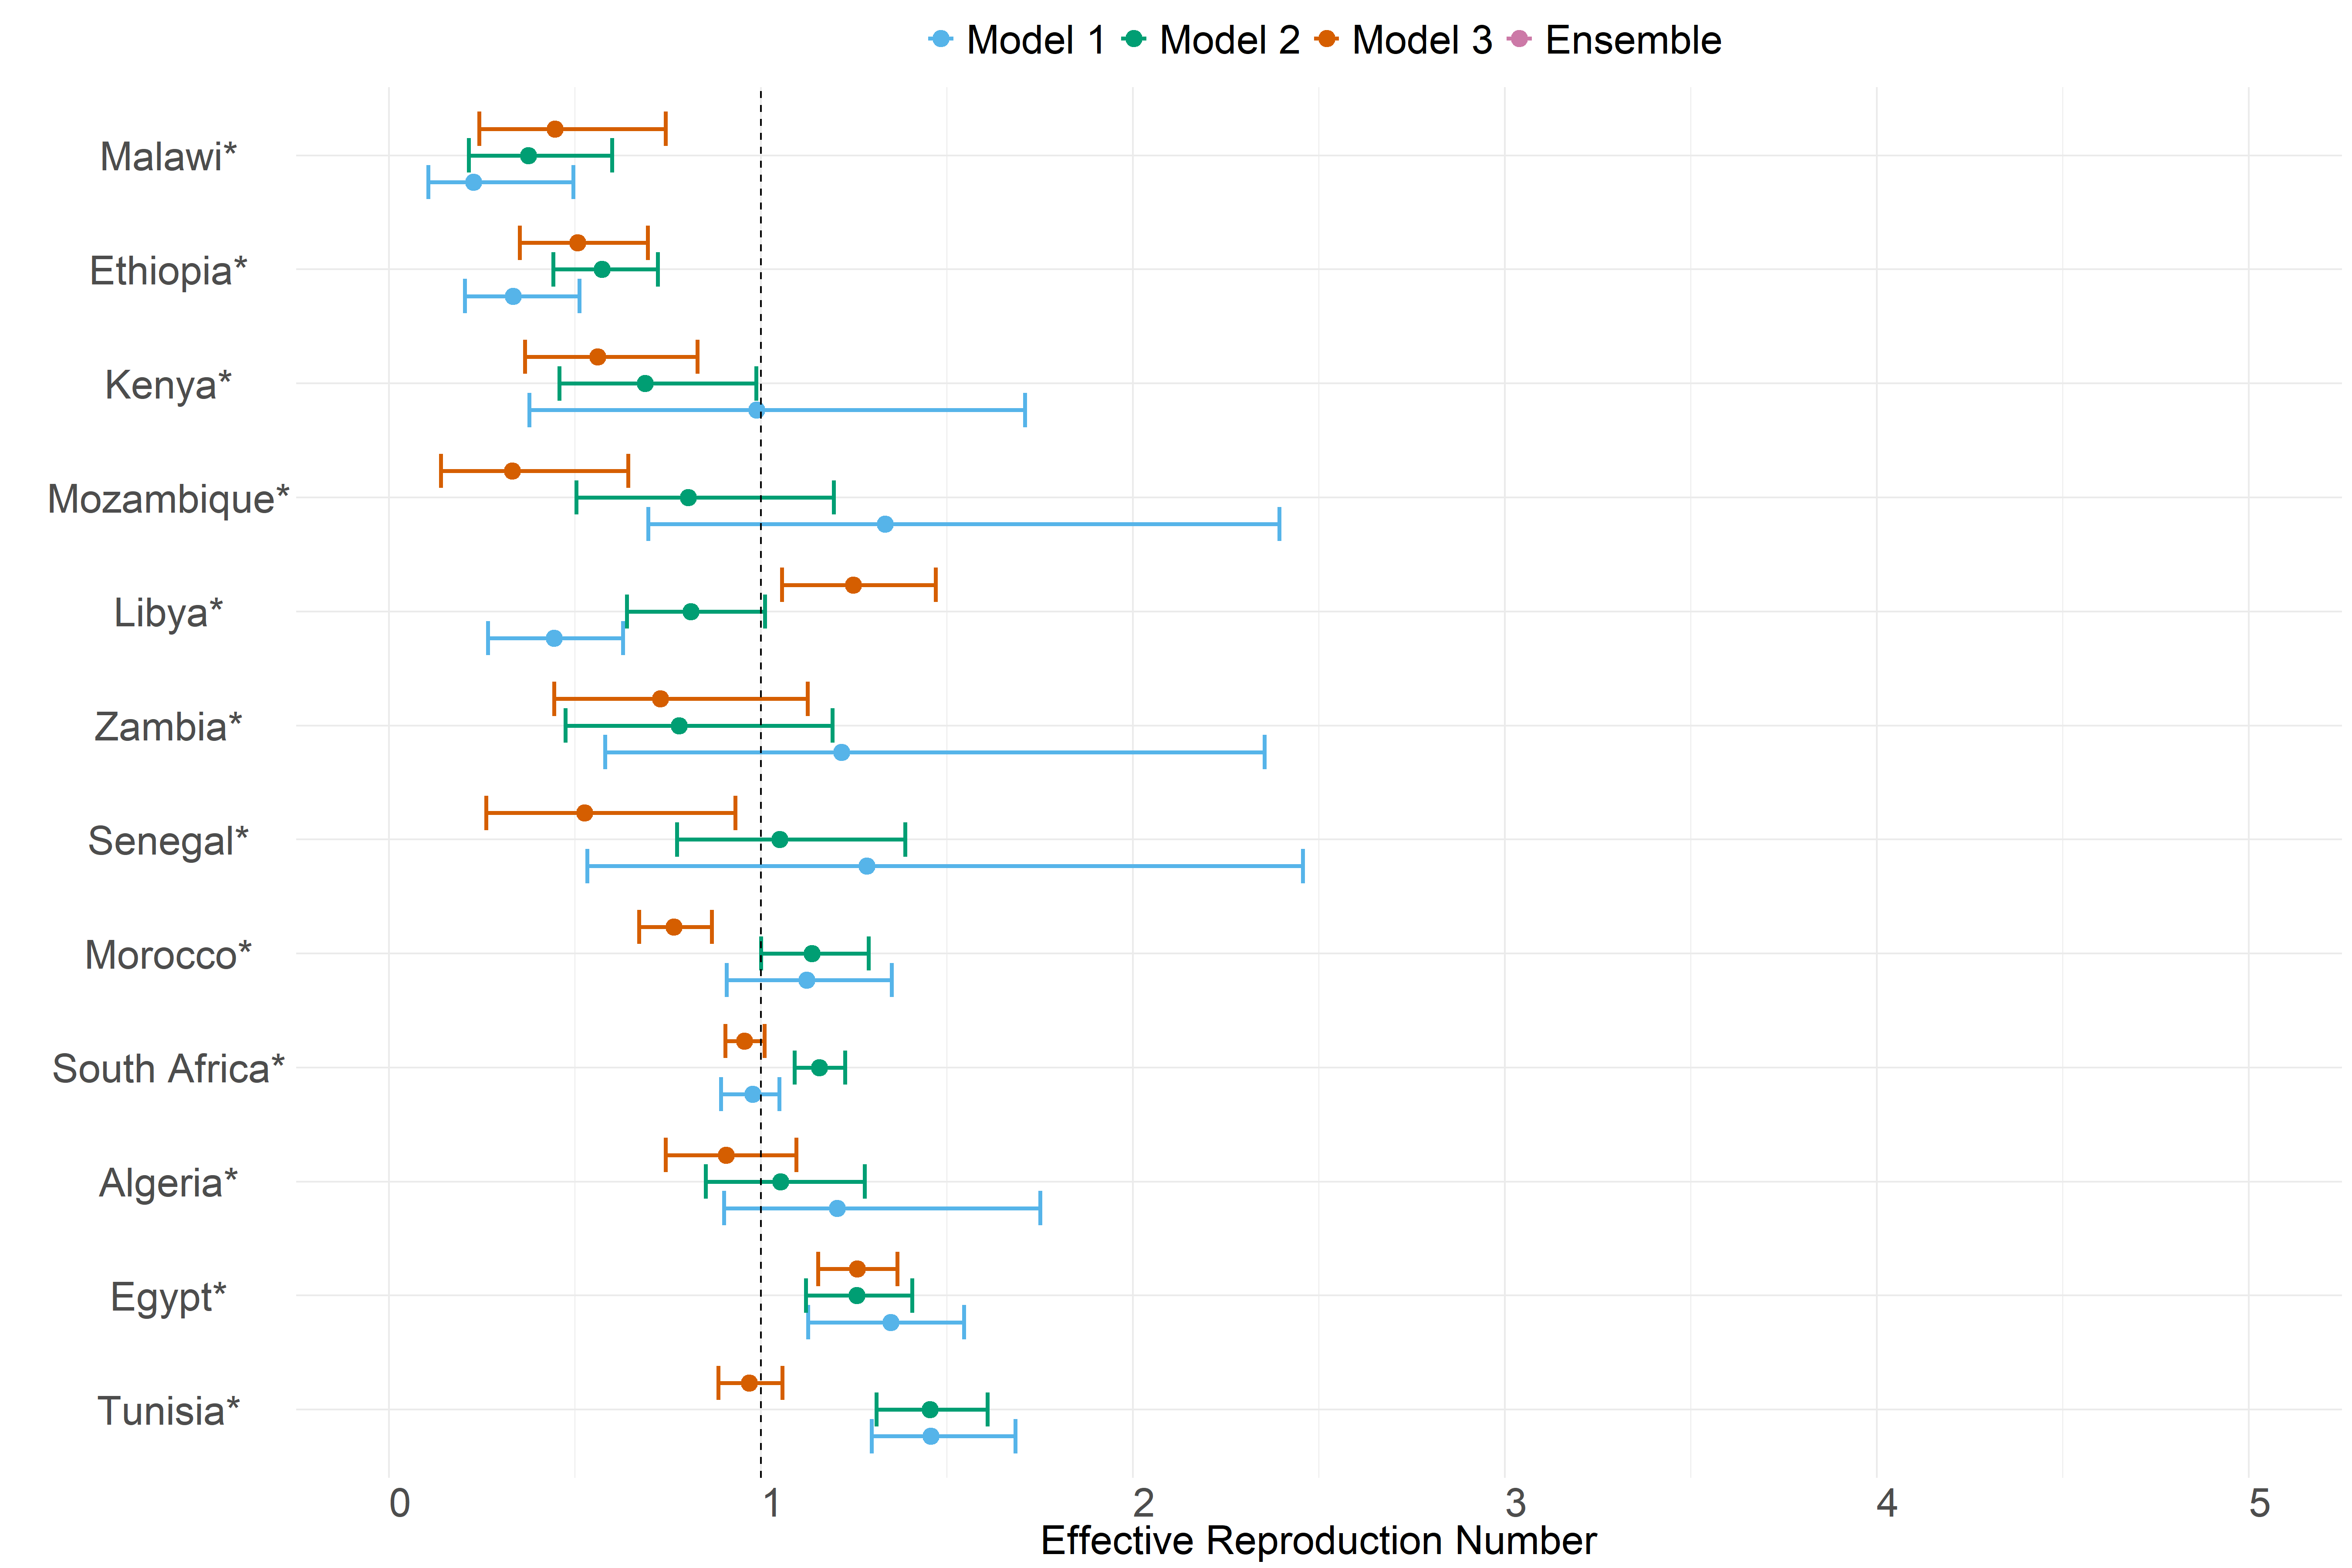 Model 1 Model 2 Model 3 Ensemble
Malawi*
Ethiopia*
Kenya*
Mozambique*
Libya*
Zambia*
Senegal*
Morocco*
South Africa*
Algeria*
Egypt*
Tunisia*
0 1 2 3 4 5
Effective Reproduction Number